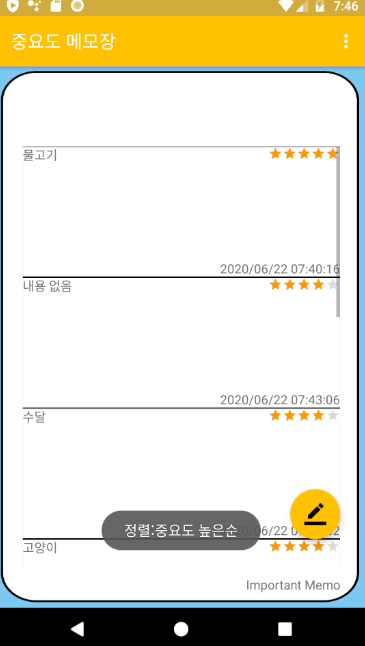 7:46
중요도 메모장
물고기
2020/06/22 07:40:16
내용 없음
2020/06/22 07:43:06
수달
정렬:중요도 높은순
고양이
Important Memo